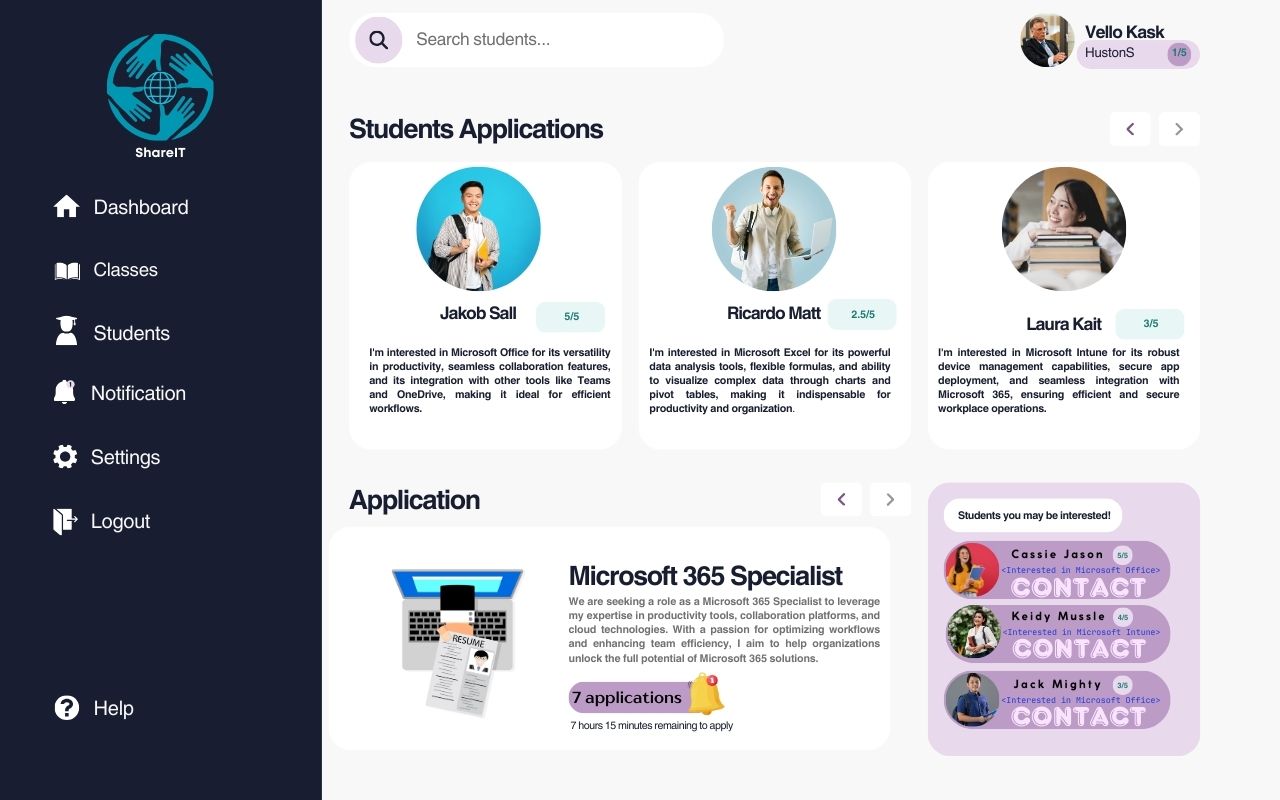 ShareIT
Dashboard
Classes
Students
Notification
Settings
Logout
Help
Search students...
Vello Kask
HustonS
1/5
Students Applications
Jakob Sall
5/5
I'm interested in Microsoft Office for its versatility
in productivity, seamless collaboration features,
and its integration with other tools like Teams
and OneDrive, making it ideal for efficient
workflows.
Ricardo Matt
2.5/5
I'm interested in Microsoft Excel for its powerful
data analysis tools, flexible formulas, and ability
to visualize complex data through charts and
pivot tables, making it indispensable for
productivity and organization.
Laura Kait
3/5
I'm interested in Microsoft Intune for its robust
device management capabilities, secure app
deployment, and seamless integration with
Microsoft 365, ensuring efficient and secure
workplace operations.
Application
RESUME
Microsoft 365 Specialist
We are seeking a role as a Microsoft 365 Specialist to leverage
my expertise in productivity tools, collaboration platforms, and
cloud technologies. With a passion for optimizing workflows
and enhancing team efficiency, I aim to help organizations
unlock the full potential of Microsoft 365 solutions.
7 applications
1
7 hours 15 minutes remaining to apply
Students you may be interested!
Cassie Jason
5/5
<Interested in Microsoft Office>
CONTACT
Keidy Mussle
4/5
<Interested in Microsoft Intune>
CONTACT
Jack Mighty
3/5
<Interested in Microsoft Office>
CONTACT